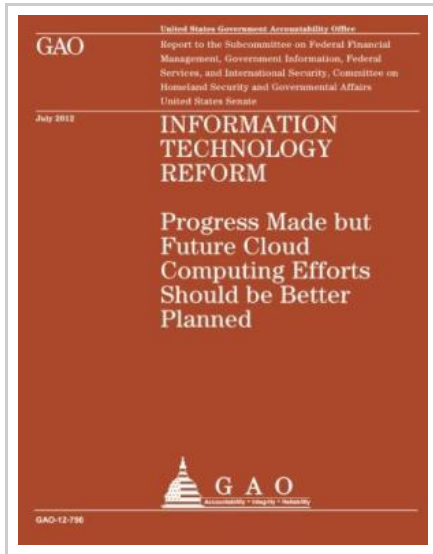 United States Government Accountability Office
GAO
Report to the Subcommittee on Federal Financial
Management, Government Information, Federal
Services, and International Security, Committee on
Homeland Security and Governmental Affairs
United States Senate
July 2012
INFORMATION
TECHNOLOGY
REFORM
Progress Made but
Future Cloud
Computing Efforts
Should be Better
Planned
G A O
Accountability * Integrity * Reliability
GAO-12-756